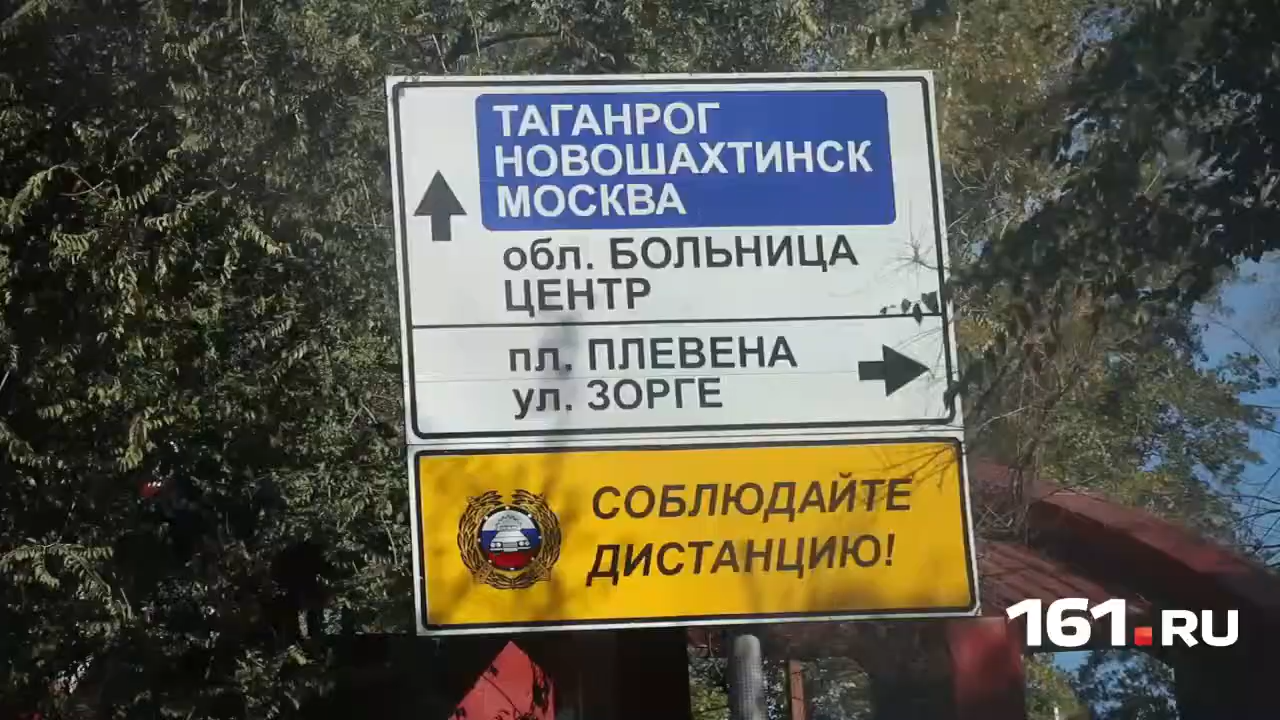 ТАГАНРОГ
НОВОШАХТИНСК
МОСКВА
обл. БОЛЬНИЦА
ЦЕНТР
пл. ПЛЕВЕНА
ул. ЗОРГЕ
СОБЛЮДАЙТЕ
ДИСТАНЦИЮ!
161.RU